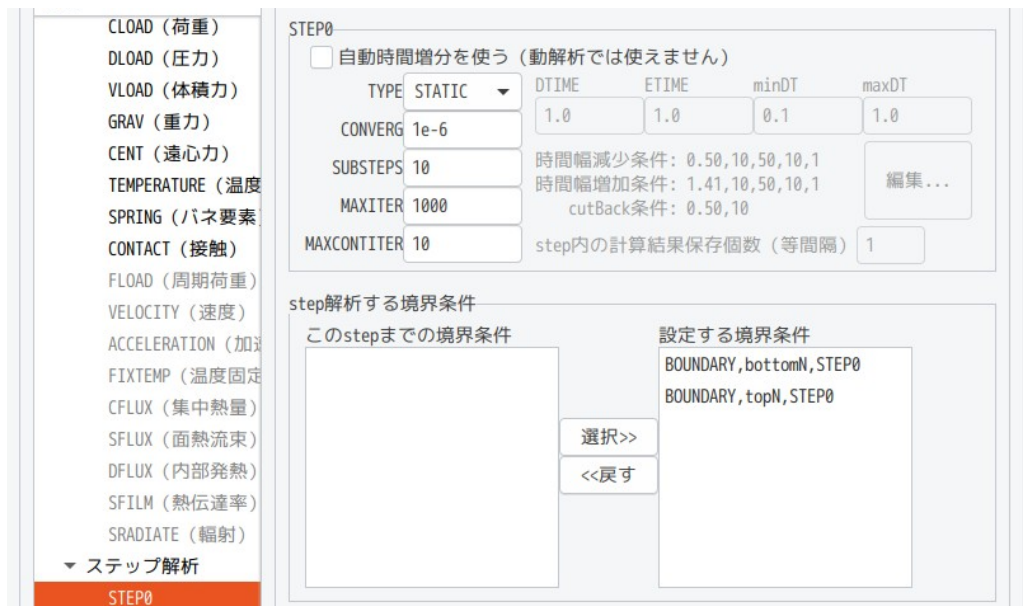 CLOAD (荷重)
DLOAD (圧力)
VLOAD (体積力)
GRAV (重力)
CENT (遠心力)
TEMPERATURE (温度
SPRING (バネ要素)
CONTACT (接触)
FLOAD (周期荷重)
VELOCITY (速度)
ACCELERATION (加速
FIXTEMP (温度固定
CFLUX (集中熱量)
SFLUX (面熱流束)
DFLUX (内部発熱)
SFILM (熱伝達率)
SRADIATE (輻射)
ステップ解析
STEP0
STEP0
自動時間増分を使う (動解析では使えません)
TYPE STATIC
CONVERG 1e-6
SUBSTEPS 10
MAXITER 1000
MAXCONTITER 10
DTIME ETIME minDT maxDT
1.0 1.0 0.1 1.0
時間幅減少条件: 0.50,10,50,10,1
時間幅増加条件: 1.41,10,50,10,1
cutBack条件: 0.50,10
編集...
step内の計算結果保存個数 (等間隔) 1
step解析する境界条件
このstepまでの境界条件
選択>>
<<戻す
設定する境界条件
BOUNDARY,bottomN,STEP0
BOUNDARY,topN,STEP0